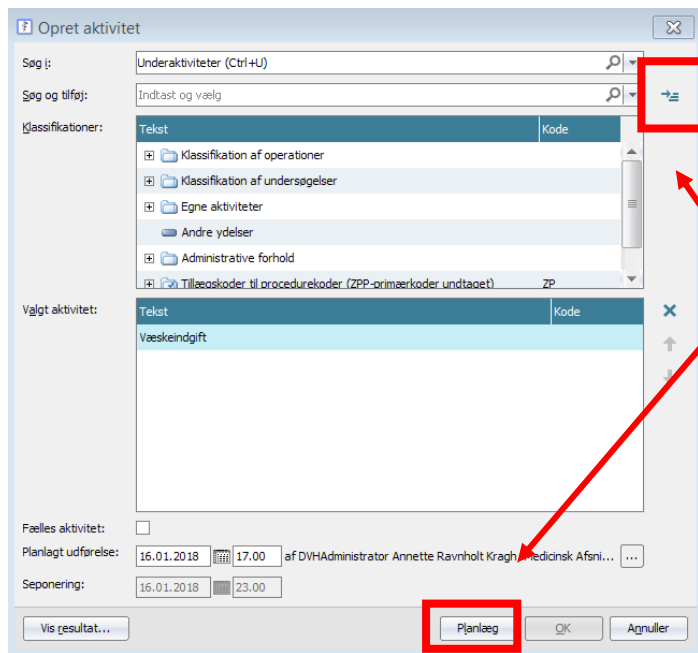 Opret aktivitet
Søg i: Underaktiviteter (Ctrl+U)
Søg og tilføj: Indtast og vælg
Klassifikationer: Tekst Kode
Klassifikation af operationer
Klassifikation af undersøgelser
Egne aktiviteter
Andre ydelser
Administrative forhold
Tillægskoder til procedurekoder (ZPP-primærkoder undtaget) ZP
Valgt aktivitet: Tekst Kode
Væskeindgift
Fælles aktivitet:
Planlagt udførelse: 16.01.2018 17.00 af DVHAdministrator Annette Ravnholt Kragh, Medicinsk Afsni... ...
Seponering: 16.01.2018 23.00
Vis resultat... Planlæg OK Annuller